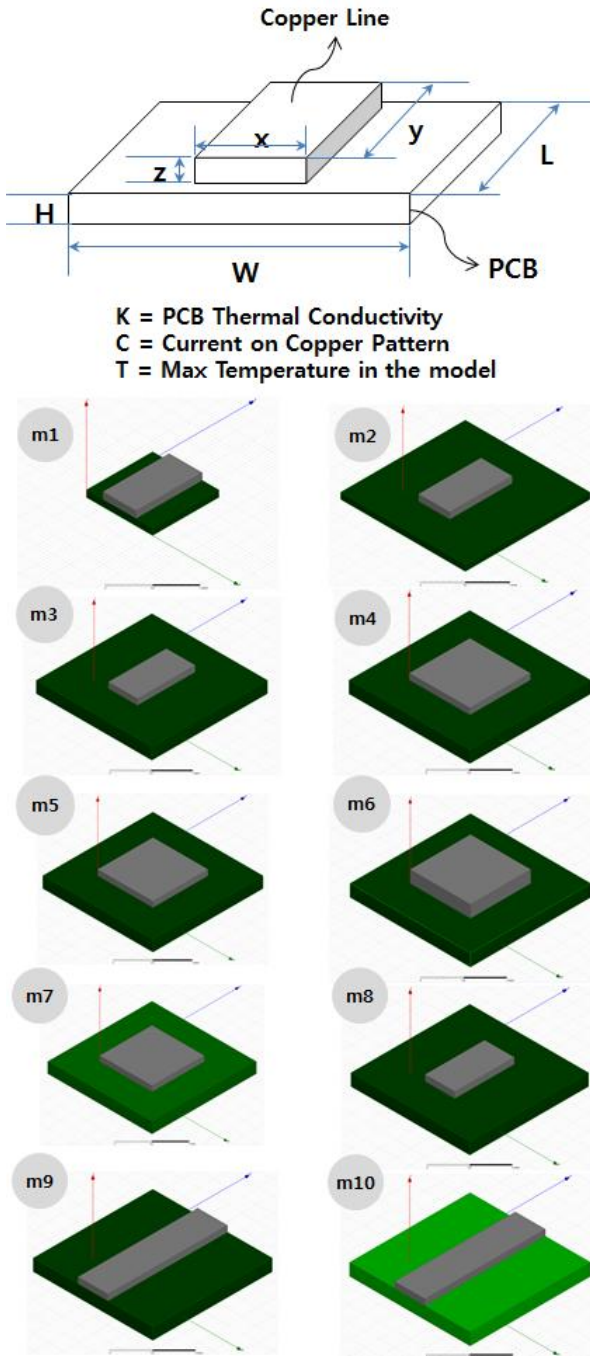 Copper Line
x
y
z
L
H
W
PCB
K = PCB Thermal Conductivity
C = Current on Copper Pattern
T = Max Temperature in the model
m1
m2
m3
m4
m5
m6
m7
m8
m9
m10